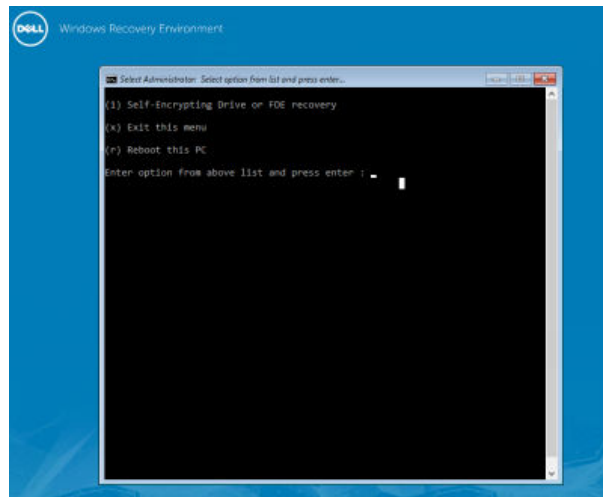 DELL
Windows Recovery Environment
Select Administrator: Select option from list and press enter...
(1) Self-Encrypting Drive or FDE recovery
(x) Exit this menu
(r) Reboot this PC
Enter option from above list and press enter :